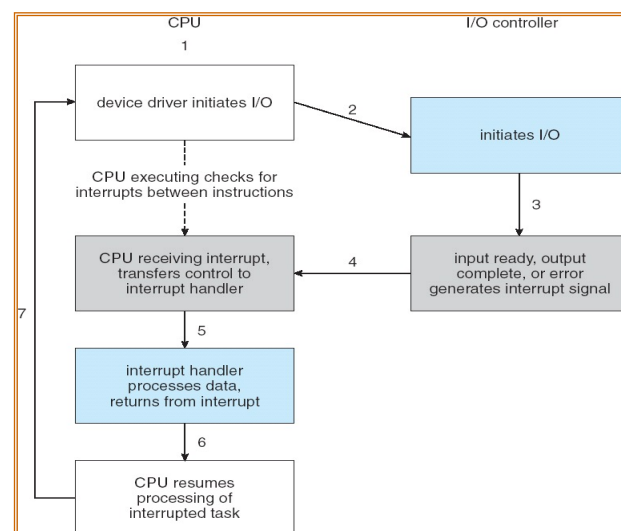 CPU
I/O controller
1
device driver initiates I/O
2
initiates I/O
CPU executing checks for
interrupts between instructions
3
CPU receiving interrupt,
transfers control to
interrupt handler
4
input ready, output
complete, or error
generates interrupt signal
7
5
interrupt handler
processes data,
returns from interrupt
6
CPU resumes
processing of
interrupted task